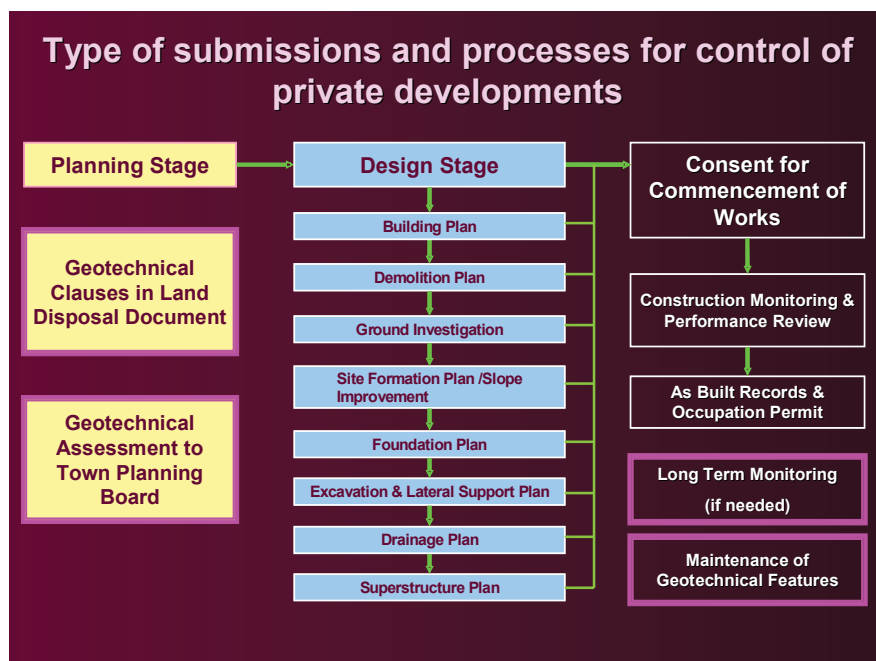 Type of submissions and processes for control of
private developments
Planning Stage
Geotechnical
Clauses in Land
Disposal Document
Geotechnical
Assessment to
Town Planning
Board
Design Stage
Building Plan
Demolition Plan
Ground Investigation
Site Formation Plan /Slope
Improvement
Foundation Plan
Excavation & Lateral Support Plan
Drainage Plan
Superstructure Plan
Consent for
Commencement of
Works
Construction Monitoring &
Performance Review
As Built Records &
Occupation Permit
Long Term Monitoring
(if needed)
Maintenance of
Geotechnical Features